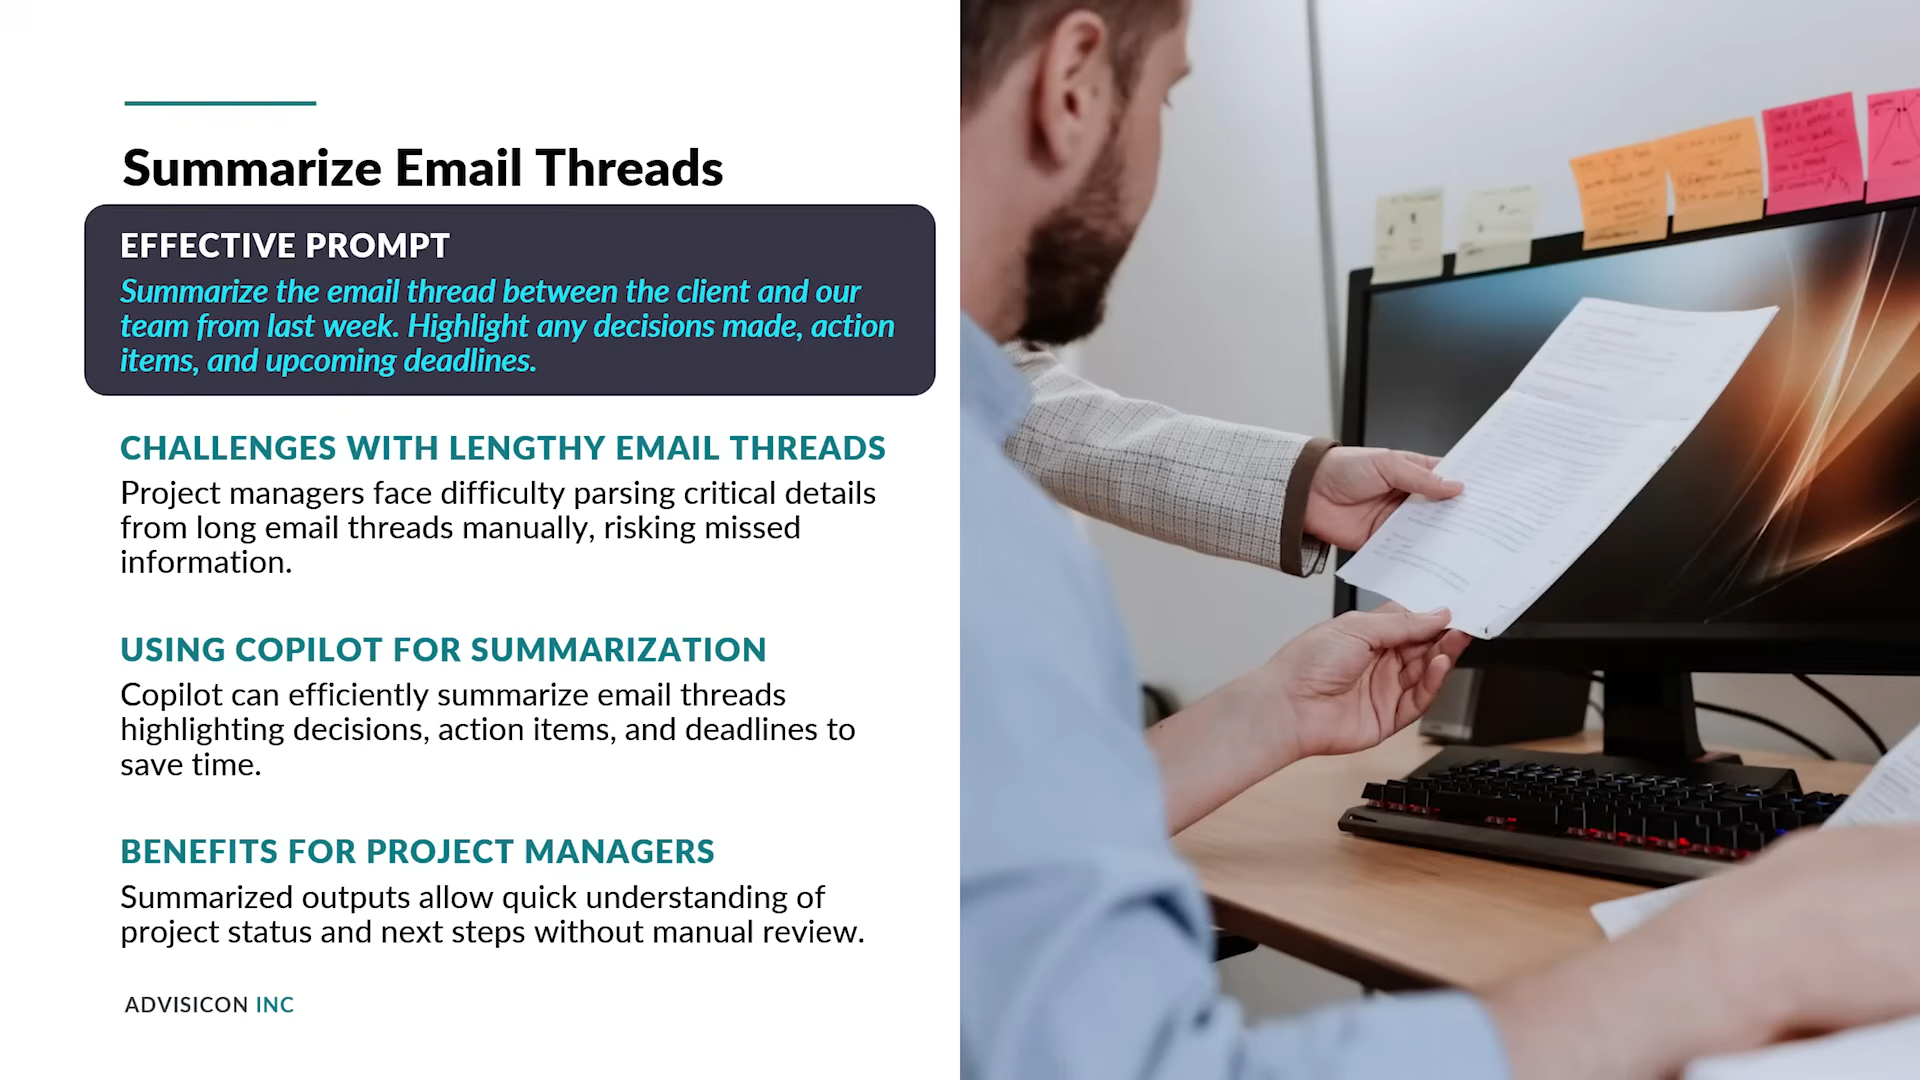 Summarize Email Threads
EFFECTIVE PROMPT
Summarize the email thread between the client and our
team from last week. Highlight any decisions made, action
items, and upcoming deadlines.
CHALLENGES WITH LENGTHY EMAIL THREADS
Project managers face difficulty parsing critical details
from long email threads manually, risking missed
information.
USING COPILOT FOR SUMMARIZATION
Copilot can efficiently summarize email threads
highlighting decisions, action items, and deadlines to
save time.
BENEFITS FOR PROJECT MANAGERS
Summarized outputs allow quick understanding of
project status and next steps without manual review.
ADVISICON INC